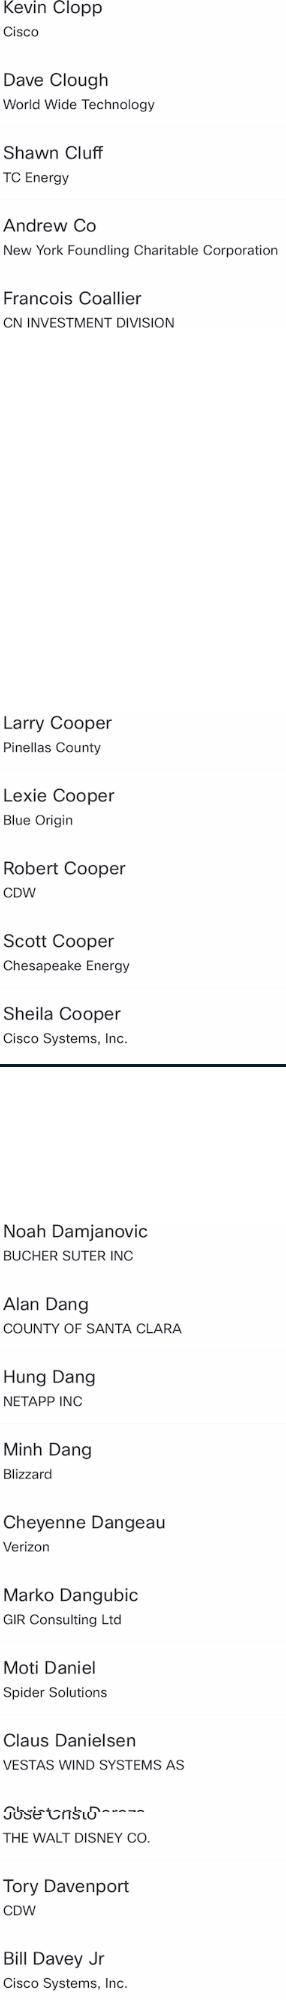 Kevin Clopp
Cisco
Dave Clough
World Wide Technology
Shawn Cluff
TC Energy
Andrew Co
New York Foundling Charitable Corporation
Francois Coallier
CN INVESTMENT DIVISION
Larry Cooper
Pinellas County
Lexie Cooper
Blue Origin
Robert Cooper
CDW
Scott Cooper
Chesapeake Energy
Sheila Cooper
Cisco Systems, Inc.
Noah Damjanovic
BUCHER SUTER INC
Alan Dang
COUNTY OF SANTA CLARA
Hung Dang
NETAPP INC
Minh Dang
Blizzard
Cheyenne Dangeau
Verizon
Marko Dangubic
GIR Consulting Ltd
Moti Daniel
Spider Solutions
Claus Danielsen
VESTAS WIND SYSTEMS AS
THE WALT DISNEY CO.
Tory Davenport
CDW
Bill Davey Jr
Cisco Systems, Inc.